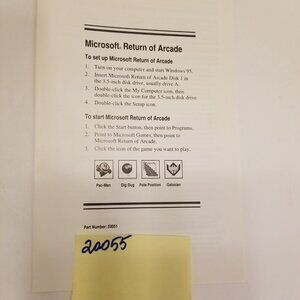 Microsoft® Return of Arcade
To set up Microsoft Return of Arcade
1. Turn on your computer and start Windows 95.
2. Insert Microsoft Return of Arcade Disk 1 in
the 3.5-inch disk drive, usually drive A.
3. Double-click the My Computer icon, then
double-click the icon for the 3.5-inch disk drive.
4. Double-click the Setup icon.
To start Microsoft Return of Arcade
1. Click the Start button, then point to Programs.
2. Point to Microsoft Games, then point to
Microsoft Return of Arcade.
3. Click the icon of the game you want to play.
Pac-Man Dig Dug Pole Position Galaxian
Part Number: 59551
20055